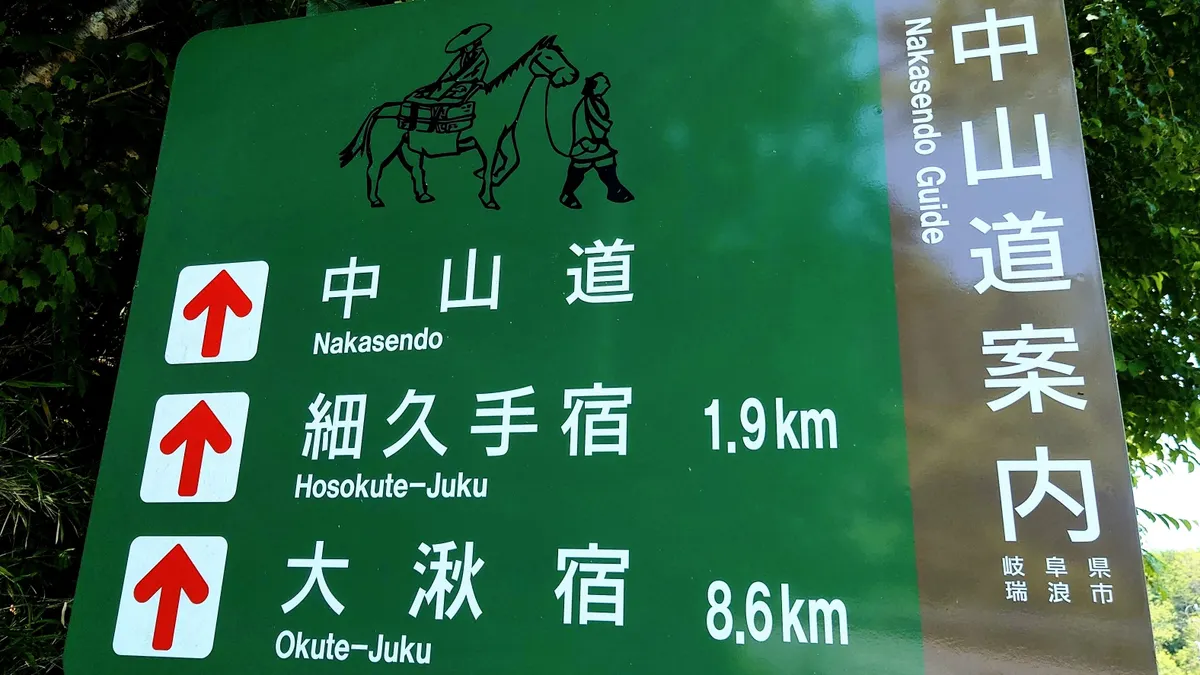 中山道案内
Nakasendo Guide
岐阜県
瑞浪市
中山道
Nakasendo
細久手宿 1.9km
Hosokute-Juku
大湫宿 8.6km
Okute-Juku